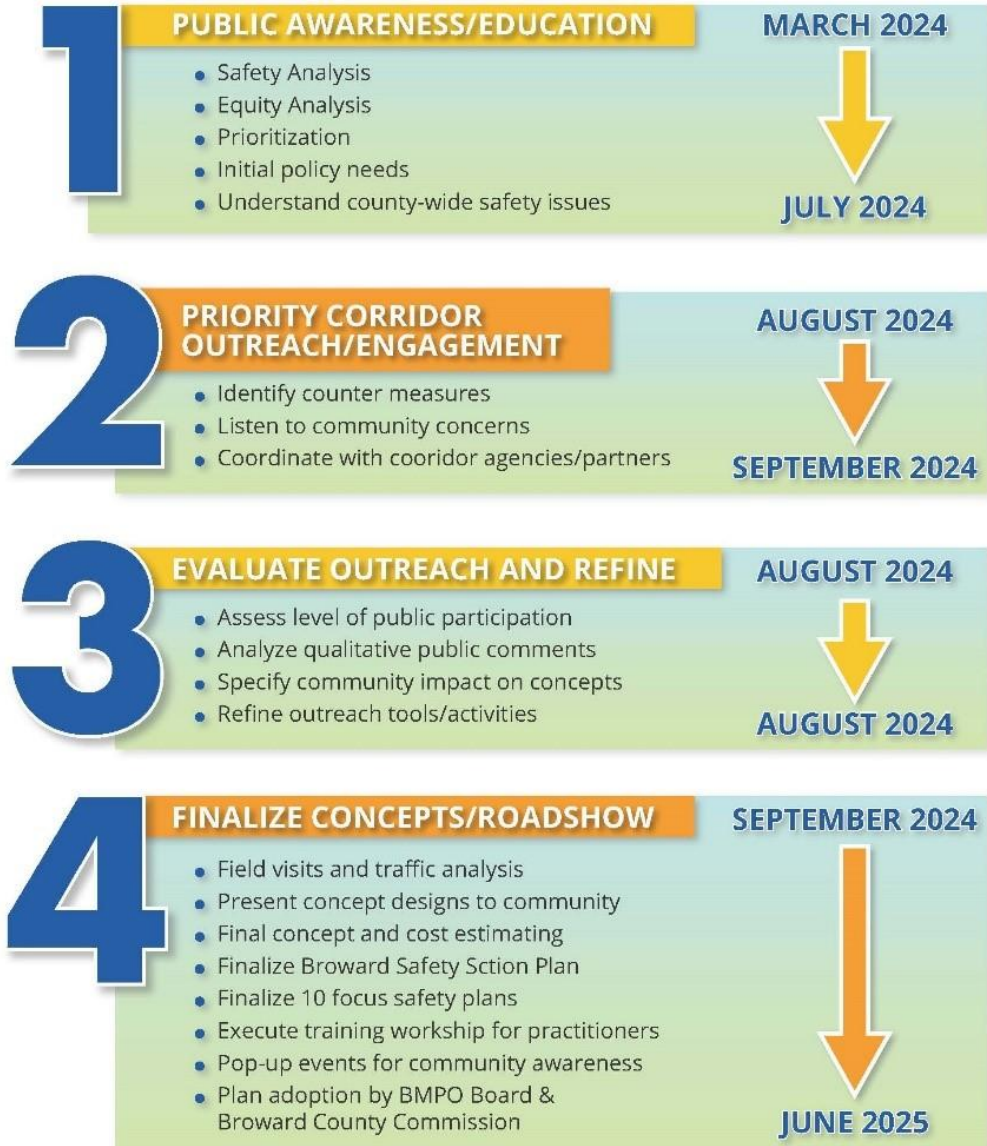 1
PUBLIC AWARENESS/EDUCATION
• Safety Analysis
• Equity Analysis
• Prioritization
• Initial policy needs
• Understand county-wide safety issues
MARCH 2024
JULY 2024
2
PRIORITY CORRIDOR
OUTREACH/ENGAGEMENT
• Identify counter measures
• Listen to community concerns
• Coordinate with cooridor agencies/partners
AUGUST 2024
SEPTEMBER 2024
3
EVALUATE OUTREACH AND REFINE
• Assess level of public participation
• Analyze qualitative public comments
• Specify community impact on concepts
• Refine outreach tools/activities
AUGUST 2024
AUGUST 2024
4
FINALIZE CONCEPTS/ROADSHOW
• Field visits and traffic analysis
• Present concept designs to community
• Final concept and cost estimating
• Finalize Broward Safety Sction Plan
• Finalize 10 focus safety plans
• Execute training workship for practitioners
• Pop-up events for community awareness
• Plan adoption by BMPO Board &
Broward County Commission
SEPTEMBER 2024
JUNE 2025